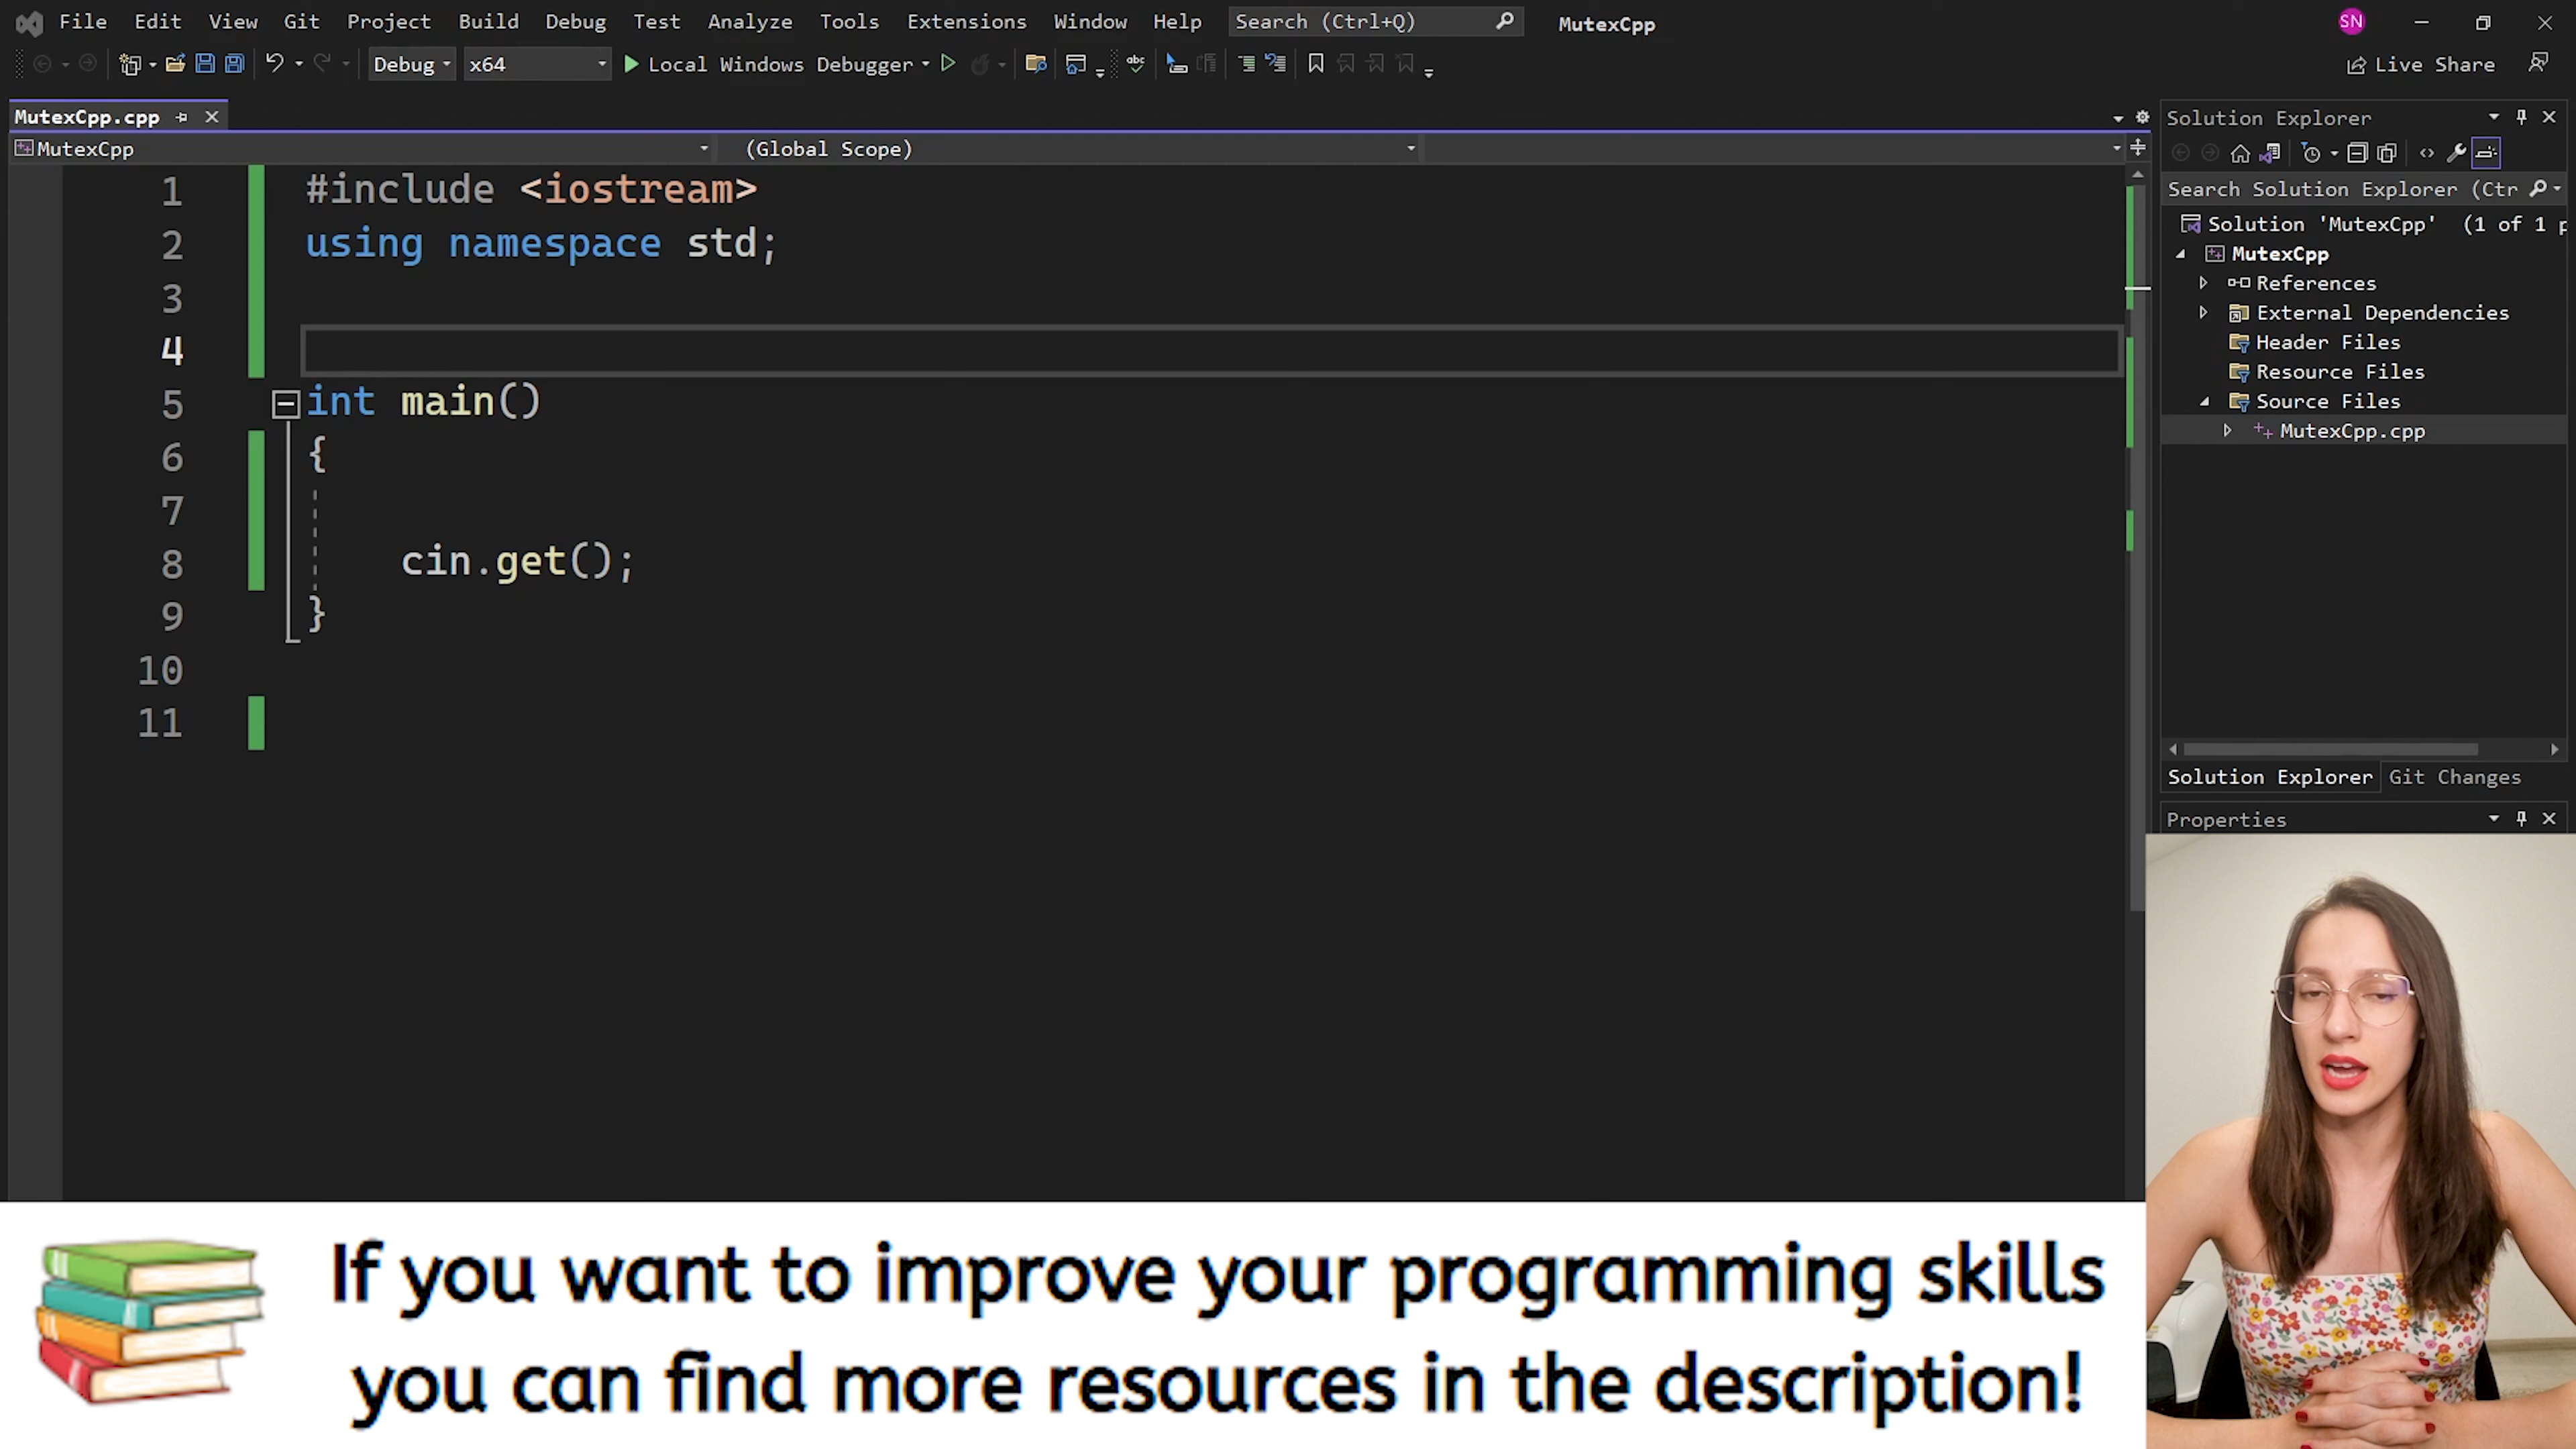 File Edit View Git Project Build Debug Test Analyze Tools Extensions Window Help Search (Ctrl+Q) MutexCpp SN
Debug x64 Local Windows Debugger abc Live Share
MutexCpp.cpp
MutexCpp (Global Scope)
1 #include <iostream>
2 using namespace std;
3
4
5 int main()
6 {
7
8 cin.get();
9 }
10
11
Solution Explorer
Search Solution Explorer (Ctr
Solution 'MutexCpp' (1 of 1 p
MutexCpp
References
External Dependencies
Header Files
Resource Files
Source Files
MutexCpp.cpp
Solution Explorer Git Changes
Properties
If you want to improve your programming skills
you can find more resources in the description!